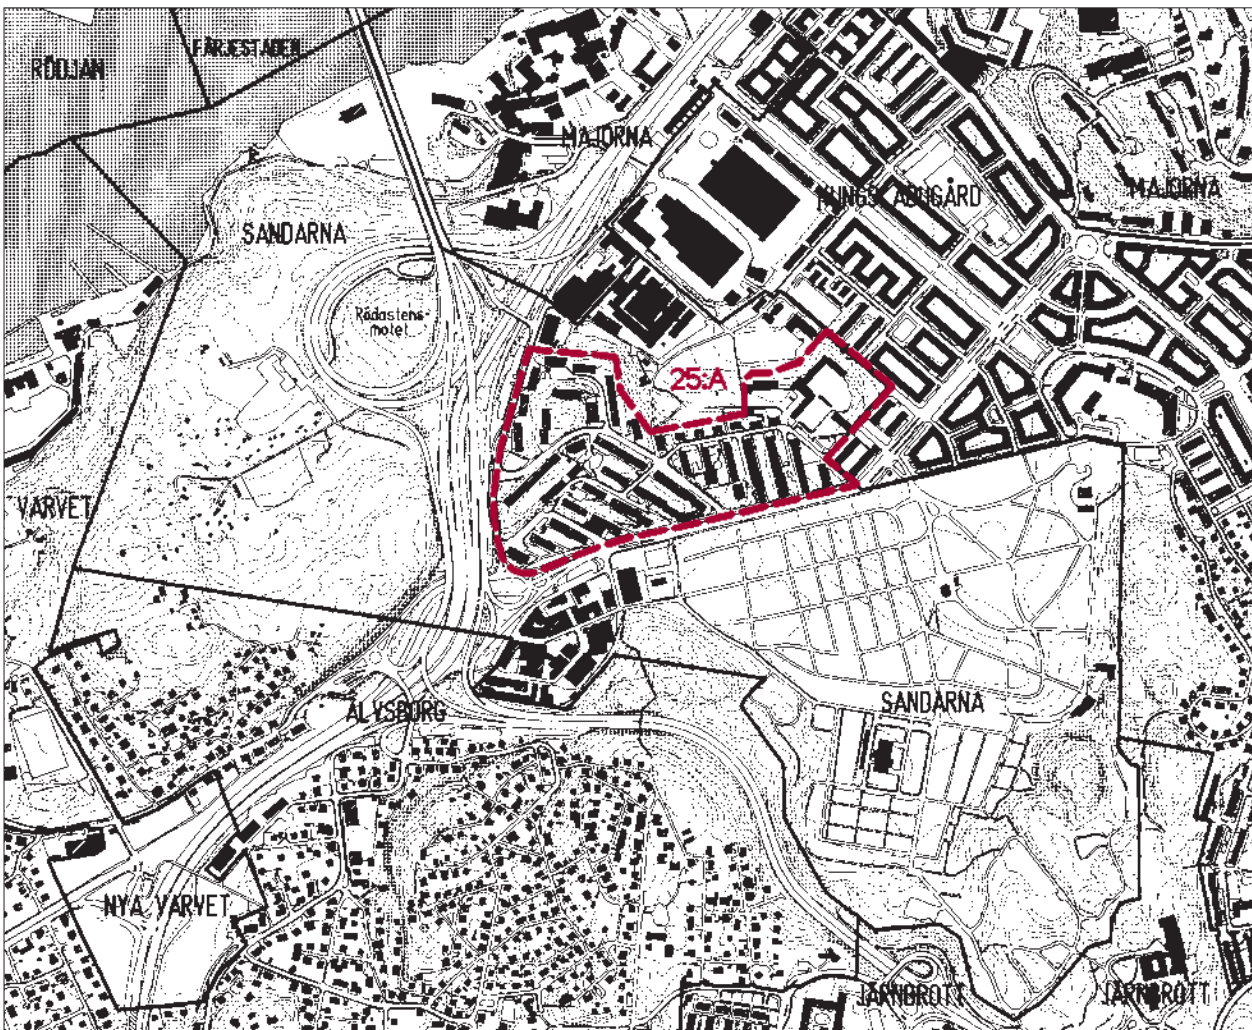 FÄRJESTADEN
RÖDJAN
MAJORNA
MAJORNA
KUNGSLADUGÅRD
SANDARNA
Rödastens-
motet
25:A
VARVET
SANDARNA
ÄLVSBORG
NYA VARVET
JÄRNBROTT
JÄRNBROTT